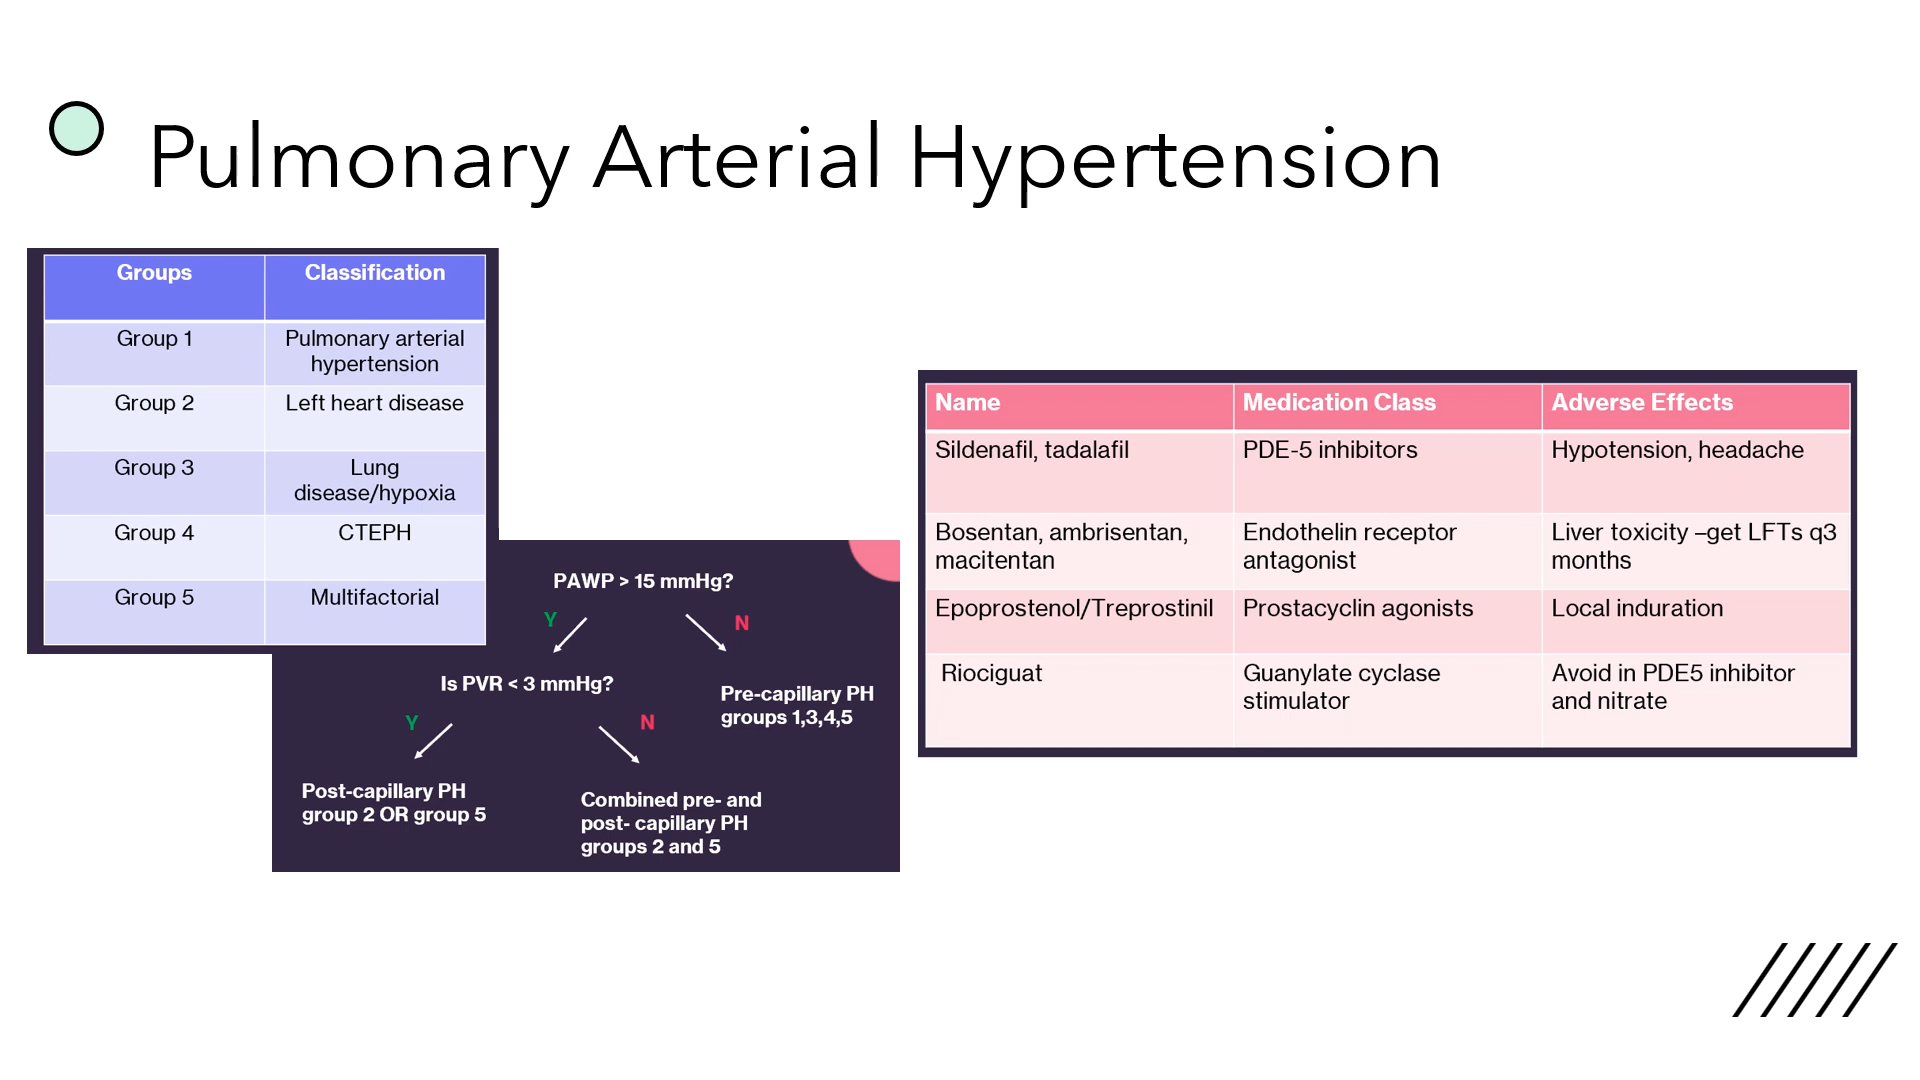 Pulmonary Arterial Hypertension
Groups Classification
Group 1 Pulmonary arterial
hypertension
Group 2 Left heart disease
Group 3 Lung
disease/hypoxia
Group 4 CTEPH
Group 5 Multifactorial
PAWP > 15 mmHg?
Y N
Is PVR < 3 mmHg?
Pre-capillary PH
groups 1,3,4,5
Y N
Post-capillary PH
group 2 OR group 5
Combined pre- and
post- capillary PH
groups 2 and 5
Name Medication Class Adverse Effects
Sildenafil, tadalafil PDE-5 inhibitors Hypotension, headache
Bosentan, ambrisentan, Endothelin receptor Liver toxicity –get LFTs q3
macitentan antagonist months
Epoprostenol/Treprostinil Prostacyclin agonists Local induration
Riociguat Guanylate cyclase Avoid in PDE5 inhibitor
stimulator and nitrate